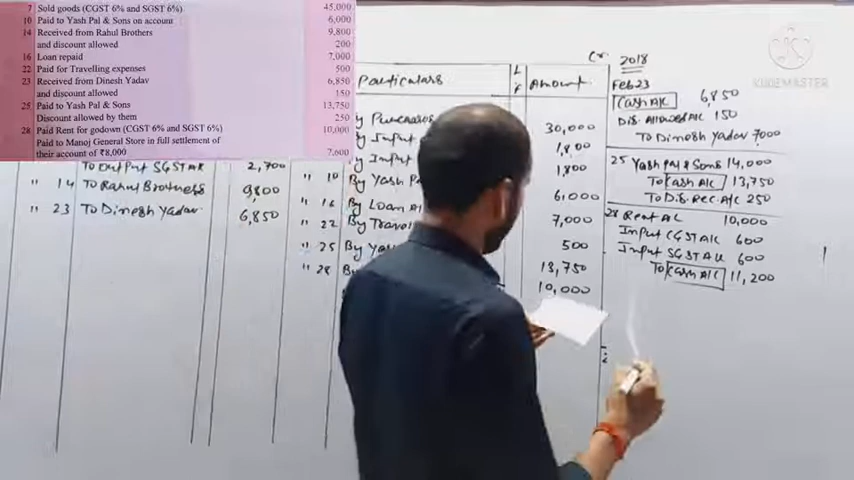 7 Sold goods (CGST 6% and SGST 6%) 45,000
10 Paid to Yash Pal & Sons on account 6,000
14 Received from Rahul Brothers 9,800
and discount allowed 200
16 Loan repaid 7,000
22 Paid for Travelling expenses 500
23 Received from Dinesh Yadav 6,850
and discount allowed 150
25 Paid to Yash Pal & Sons 13,750
Discount allowed by them 250
28 Paid Rent for godown (CGST 6% and SGST 6%) 10,000
Paid to Manoj General Store in full settlement of
their account of ₹8,000 7,600
To Output SGST A/c 2,700
" 14 To Rahul Brothers 9,800
" 23 To Dinesh Yadav 6,850
Particulars L F Amount
Cr.
By Purchases 30,000
By Input 1,800
By Input 1,800
" 10 By Yash 6,000
" 16 By Loan A/ 7,000
" 22 By Travel 500
" 25 By Ya 13,750
" 28 By 10,000
2018
Feb 23
Cash A/c 6,850
Dis. Allowed A/c 150
To Dinesh Yadav 7000
25 Yash Pal & Sons 14,000
To Cash A/c 13,750
To Dis. Rec. A/c 250
28 Rent A/c 10,000
Input CGST A/c 600
Input SGST A/c 600
To Cash A/c 11,200
KINEMASTER